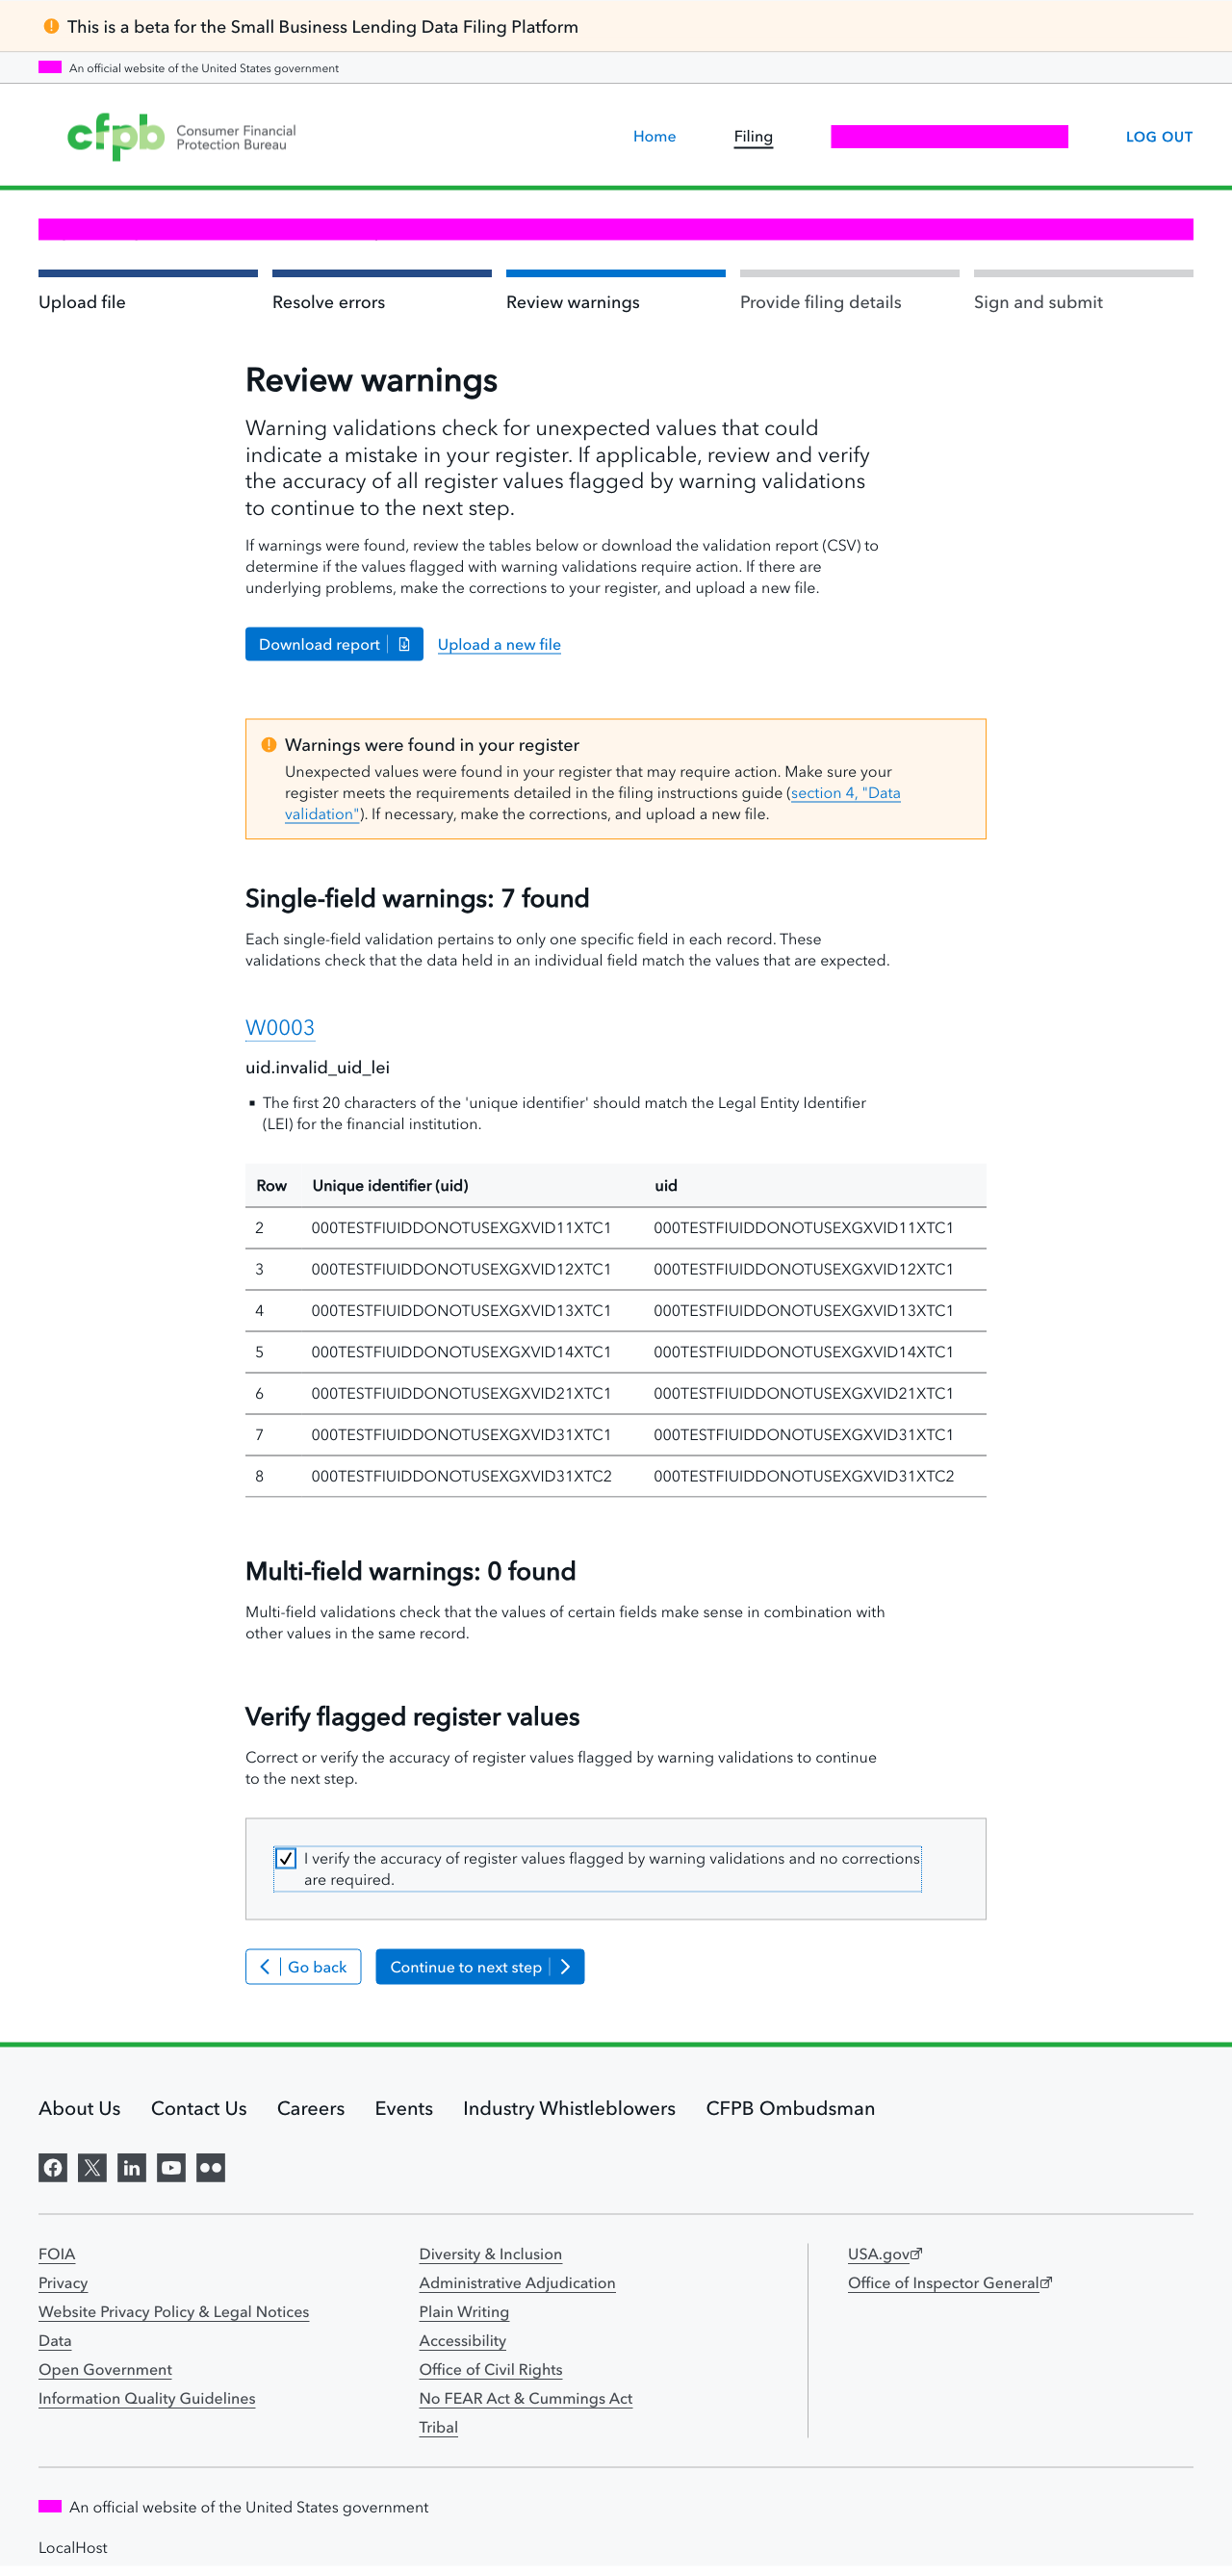 This is a beta for the Small Business Lending Data Filing Platform
An official website of the United States government
cfpb Consumer Financial
Protection Bureau
Home Filing LOG OUT
Upload file Resolve errors Review warnings Provide filing details Sign and submit
Review warnings
Warning validations check for unexpected values that could
indicate a mistake in your register. If applicable, review and verify
the accuracy of all register values flagged by warning validations
to continue to the next step.
If warnings were found, review the tables below or download the validation report (CSV) to
determine if the values flagged with warning validations require action. If there are
underlying problems, make the corrections to your register, and upload a new file.
Download report Upload a new file
Warnings were found in your register
Unexpected values were found in your register that may require action. Make sure your
register meets the requirements detailed in the filing instructions guide (section 4, "Data
validation"). If necessary, make the corrections, and upload a new file.
Single-field warnings: 7 found
Each single-field validation pertains to only one specific field in each record. These
validations check that the data held in an individual field match the values that are expected.
W0003
uid.invalid_uid_lei
▪ The first 20 characters of the 'unique identifier' should match the Legal Entity Identifier
(LEI) for the financial institution.
Row Unique identifier (uid) uid
2 000TESTFIUIDDONOTUSEXGXVID11XTC1 000TESTFIUIDDONOTUSEXGXVID11XTC1
3 000TESTFIUIDDONOTUSEXGXVID12XTC1 000TESTFIUIDDONOTUSEXGXVID12XTC1
4 000TESTFIUIDDONOTUSEXGXVID13XTC1 000TESTFIUIDDONOTUSEXGXVID13XTC1
5 000TESTFIUIDDONOTUSEXGXVID14XTC1 000TESTFIUIDDONOTUSEXGXVID14XTC1
6 000TESTFIUIDDONOTUSEXGXVID21XTC1 000TESTFIUIDDONOTUSEXGXVID21XTC1
7 000TESTFIUIDDONOTUSEXGXVID31XTC1 000TESTFIUIDDONOTUSEXGXVID31XTC1
8 000TESTFIUIDDONOTUSEXGXVID31XTC2 000TESTFIUIDDONOTUSEXGXVID31XTC2
Multi-field warnings: 0 found
Multi-field validations check that the values of certain fields make sense in combination with
other values in the same record.
Verify flagged register values
Correct or verify the accuracy of register values flagged by warning validations to continue
to the next step.
I verify the accuracy of register values flagged by warning validations and no corrections
are required.
Go back Continue to next step
About Us Contact Us Careers Events Industry Whistleblowers CFPB Ombudsman
FOIA
Privacy
Website Privacy Policy & Legal Notices
Data
Open Government
Information Quality Guidelines
Diversity & Inclusion
Administrative Adjudication
Plain Writing
Accessibility
Office of Civil Rights
No FEAR Act & Cummings Act
Tribal
USA.gov
Office of Inspector General
An official website of the United States government
LocalHost